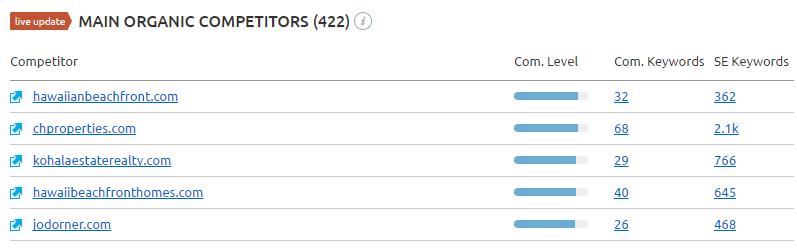 live update MAIN ORGANIC COMPETITORS (422) i
Competitor Com. Level Com. Keywords SE Keywords
hawaiianbeachfront.com 32 362
chproperties.com 68 2.1k
kohalaestaterealty.com 29 766
hawaiibeachfronthomes.com 40 645
jodorner.com 26 468